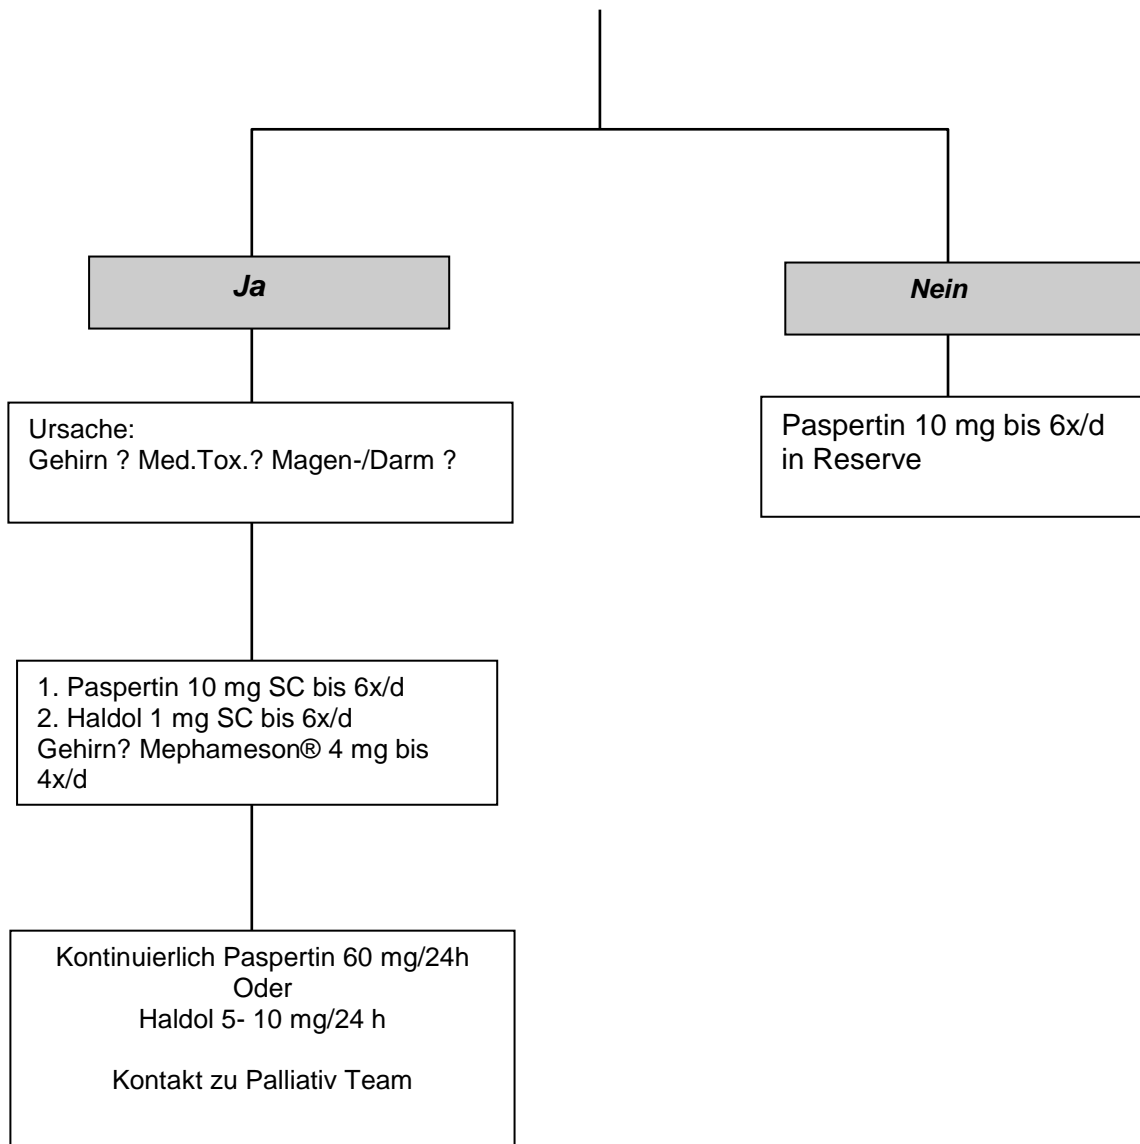 Ja
Nein
Ursache:
Gehirn ? Med.Tox.? Magen-/Darm ?
Paspertin 10 mg bis 6x/d
in Reserve
1. Paspertin 10 mg SC bis 6x/d
2. Haldol 1 mg SC bis 6x/d
Gehirn? Mephameson® 4 mg bis
4x/d
Kontinuierlich Paspertin 60 mg/24h
Oder
Haldol 5- 10 mg/24 h
Kontakt zu Palliativ Team